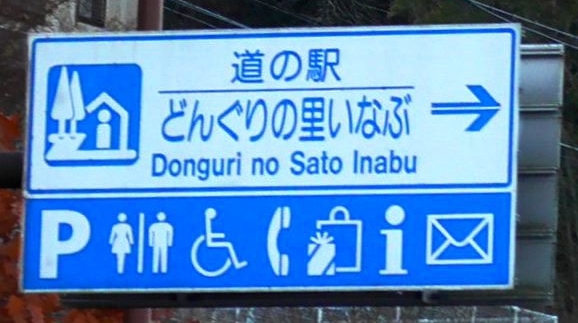 道の駅
どんぐりの里いなぶ
Donguri no Sato Inabu
P
i